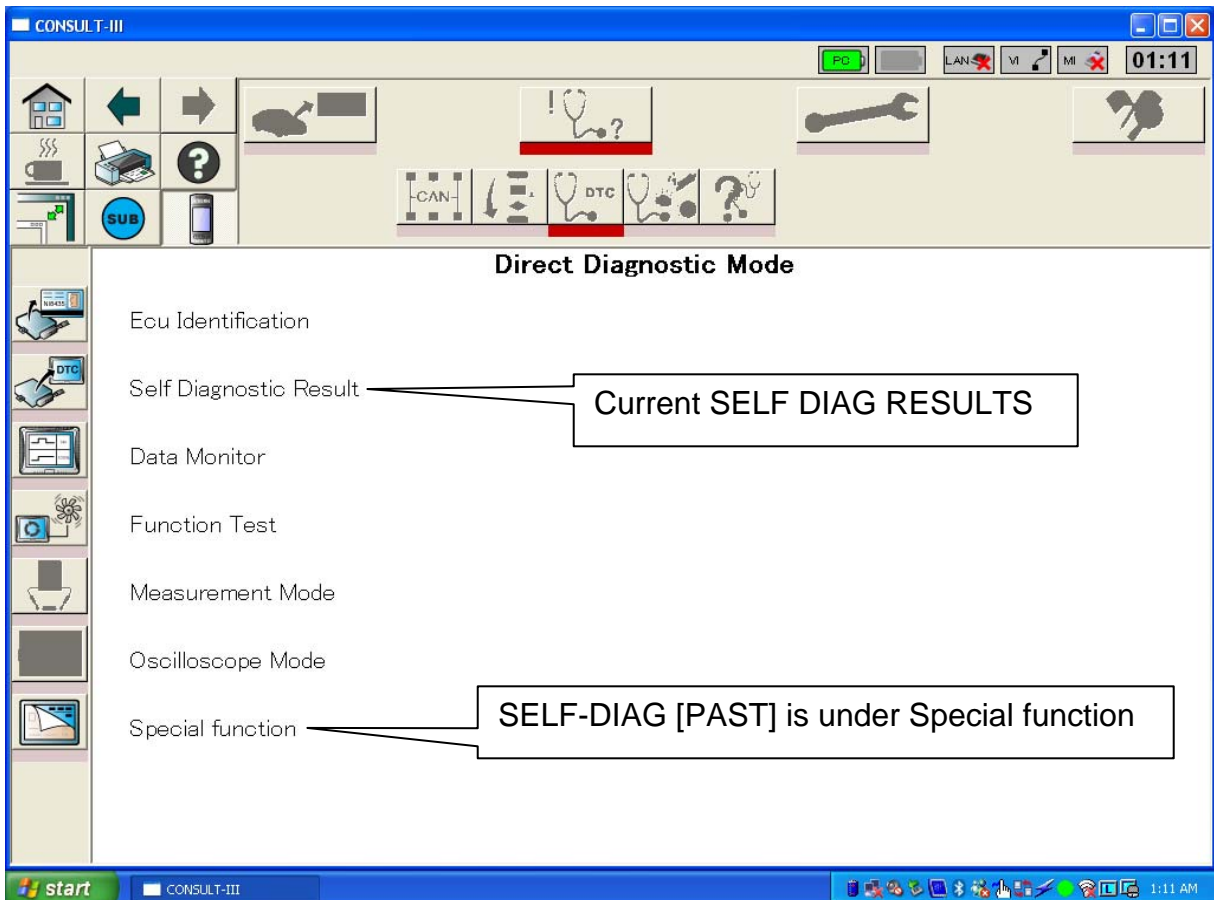 CONSULT-III
PC
LAN
VI
MI
01:11
!
?
?
CAN
DTC
?
SUB
Direct Diagnostic Mode
Ecu Identification
DTC
Self Diagnostic Result
Current SELF DIAG RESULTS
Data Monitor
Function Test
Measurement Mode
Oscilloscope Mode
Special function
SELF-DIAG [PAST] is under Special function
start
CONSULT-III
L
1:11 AM